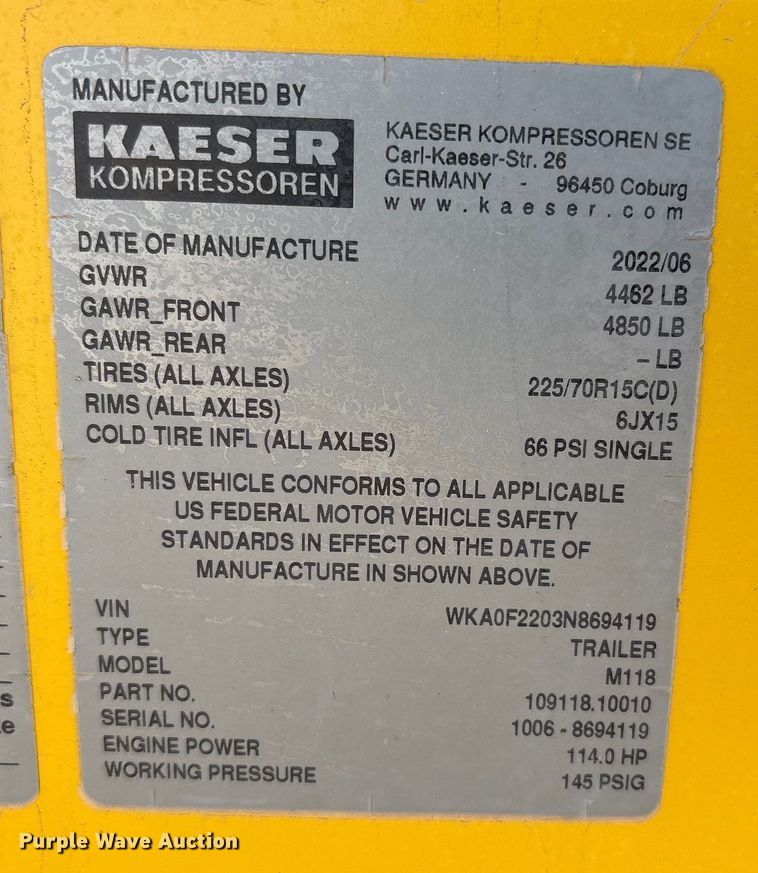 MANUFACTURED BY
KAESER
KOMPRESSOREN
KAESER KOMPRESSOREN SE
Carl-Kaeser-Str. 26
GERMANY - 96450 Coburg
www.kaeser.com
DATE OF MANUFACTURE 2022/06
GVWR 4462 LB
GAWR_FRONT 4850 LB
GAWR_REAR – LB
TIRES (ALL AXLES) 225/70R15C(D)
RIMS (ALL AXLES) 6JX15
COLD TIRE INFL (ALL AXLES) 66 PSI SINGLE
THIS VEHICLE CONFORMS TO ALL APPLICABLE
US FEDERAL MOTOR VEHICLE SAFETY
STANDARDS IN EFFECT ON THE DATE OF
MANUFACTURE IN SHOWN ABOVE.
VIN WKA0F2203N8694119
TYPE TRAILER
MODEL M118
PART NO. 109118.10010
SERIAL NO. 1006 - 8694119
ENGINE POWER 114.0 HP
WORKING PRESSURE 145 PSIG
Purple Wave Auction